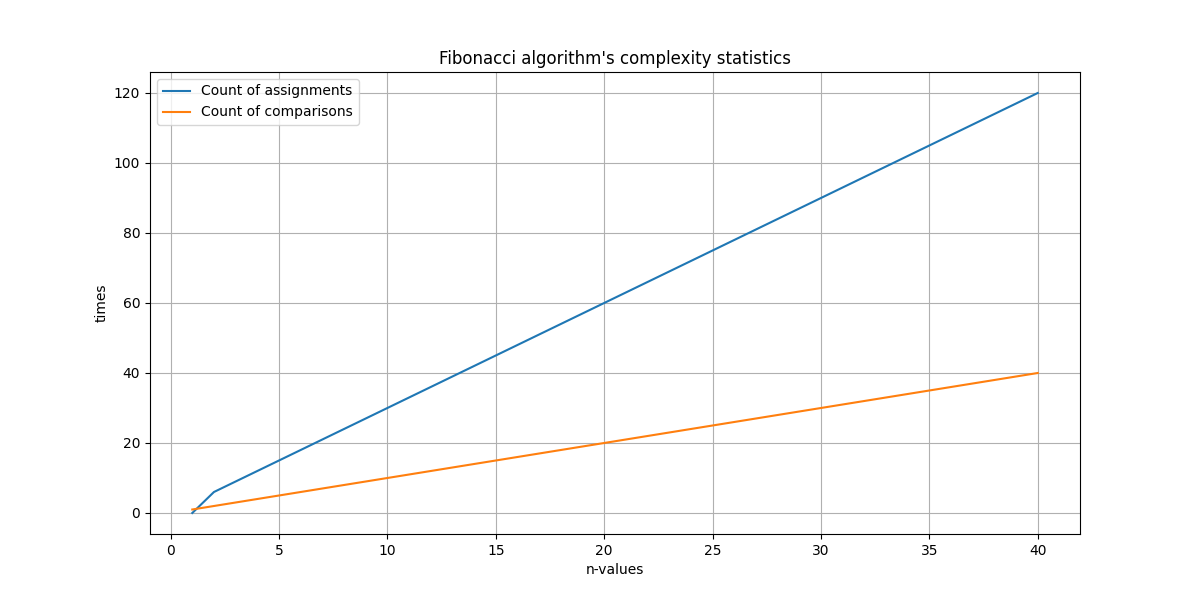 Fibonacci algorithm's complexity statistics
Count of assignments
Count of comparisons
120
100
80
60
40
20
0
times
0 5 10 15 20 25 30 35 40
n-values